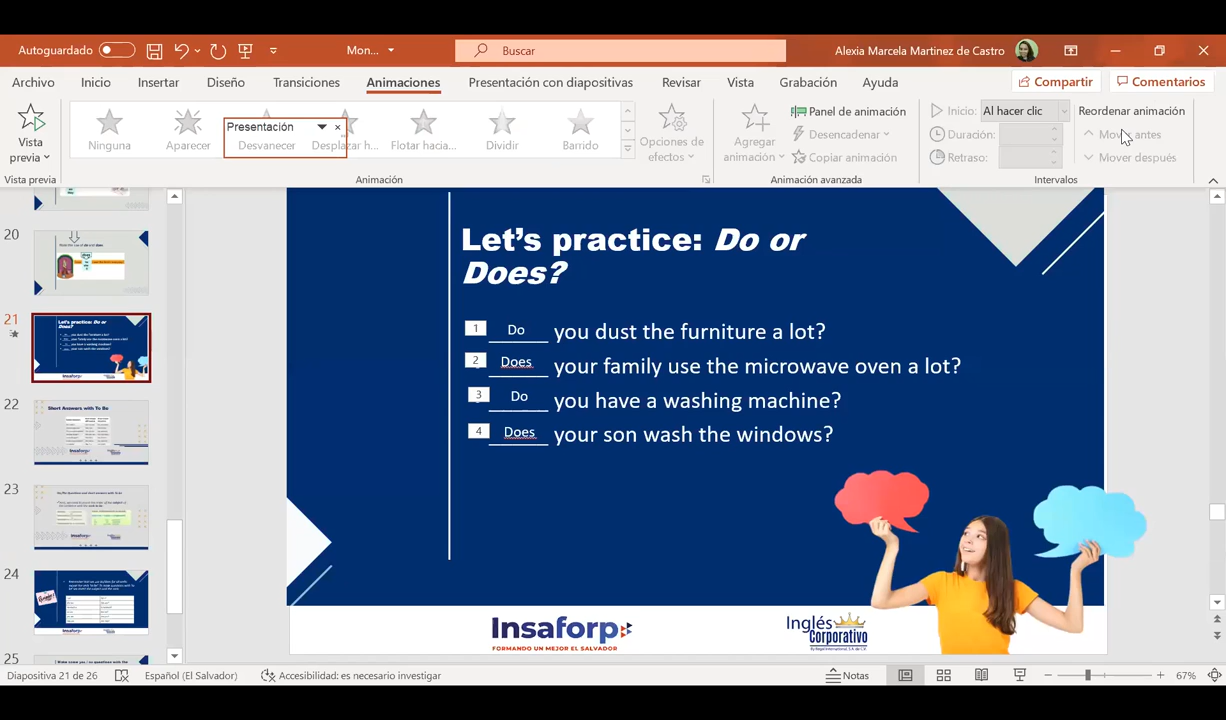 Autoguardado
Mon...
Buscar
Alexia Marcela Martinez de Castro
Archivo Inicio Insertar Diseño Transiciones Animaciones Presentación con diapositivas Revisar Vista Grabación Ayuda
Compartir Comentarios
Vista previa
Ninguna Aparecer Desvanecer Desplazar h... Flotar hacia... Dividir Barrido
Presentación
Opciones de efectos
Agregar animación
Panel de animación
Desencadenar
Copiar animación
Inicio: Al hacer clic
Duración:
Retraso:
Reordenar animación
Mover antes
Mover después
Vista previa Animación Animación avanzada Intervalos
20
21
22
Short Answers with To Be
23
24
25
Let's practice: Do or
Does?
1 Do you dust the furniture a lot?
2 Does your family use the microwave oven a lot?
3 Do you have a washing machine?
4 Does your son wash the windows?
Insaforp
FORMANDO UN MEJOR EL SALVADOR
Inglés
Corporativo
Diapositiva 21 de 26 Español (El Salvador) Accesibilidad: es necesario investigar Notas 67%